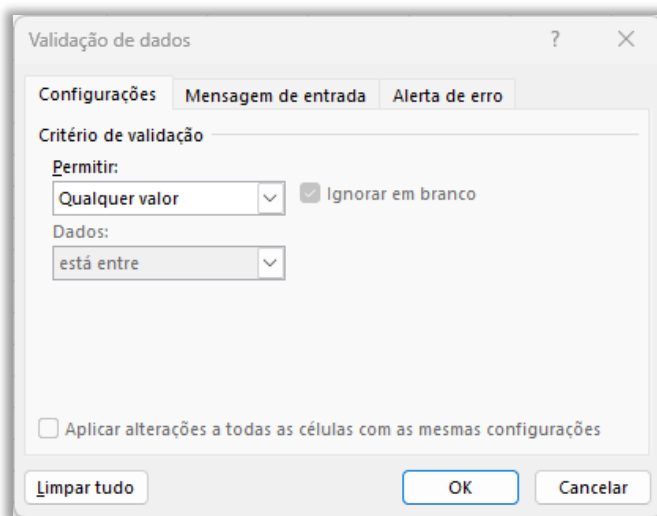 Validação de dados ?
Configurações Mensagem de entrada Alerta de erro
Critério de validação
Permitir:
Qualquer valor Ignorar em branco
Dados:
está entre
Aplicar alterações a todas as células com as mesmas configurações
Limpar tudo OK Cancelar